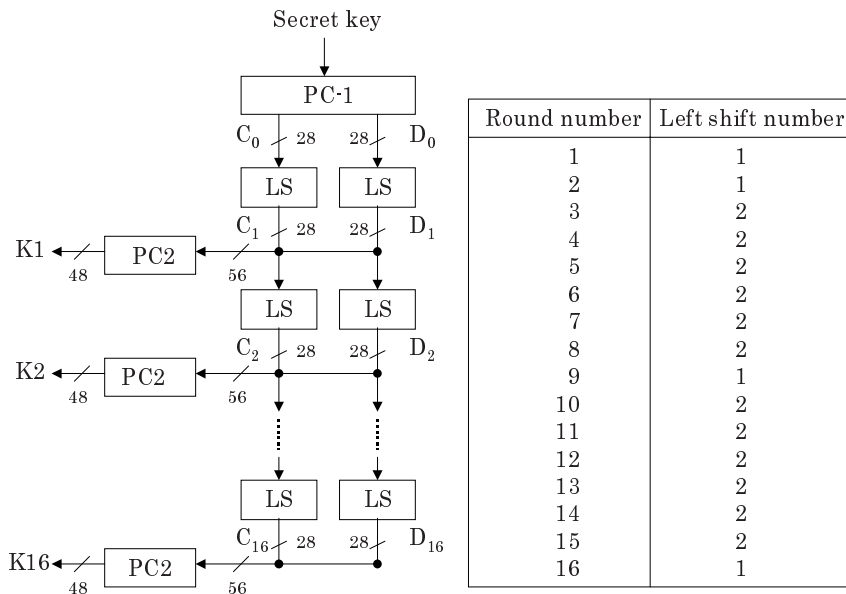 Secret key
PC-1
C0 28 28 D0
LS LS
C1 28 28 D1
K1 48 PC2 56
LS LS
C2 28 28 D2
K2 48 PC2 56
LS LS
C16 28 28 D16
K16 48 PC2 56
Round number Left shift number
1 1
2 1
3 2
4 2
5 2
6 2
7 2
8 2
9 1
10 2
11 2
12 2
13 2
14 2
15 2
16 1